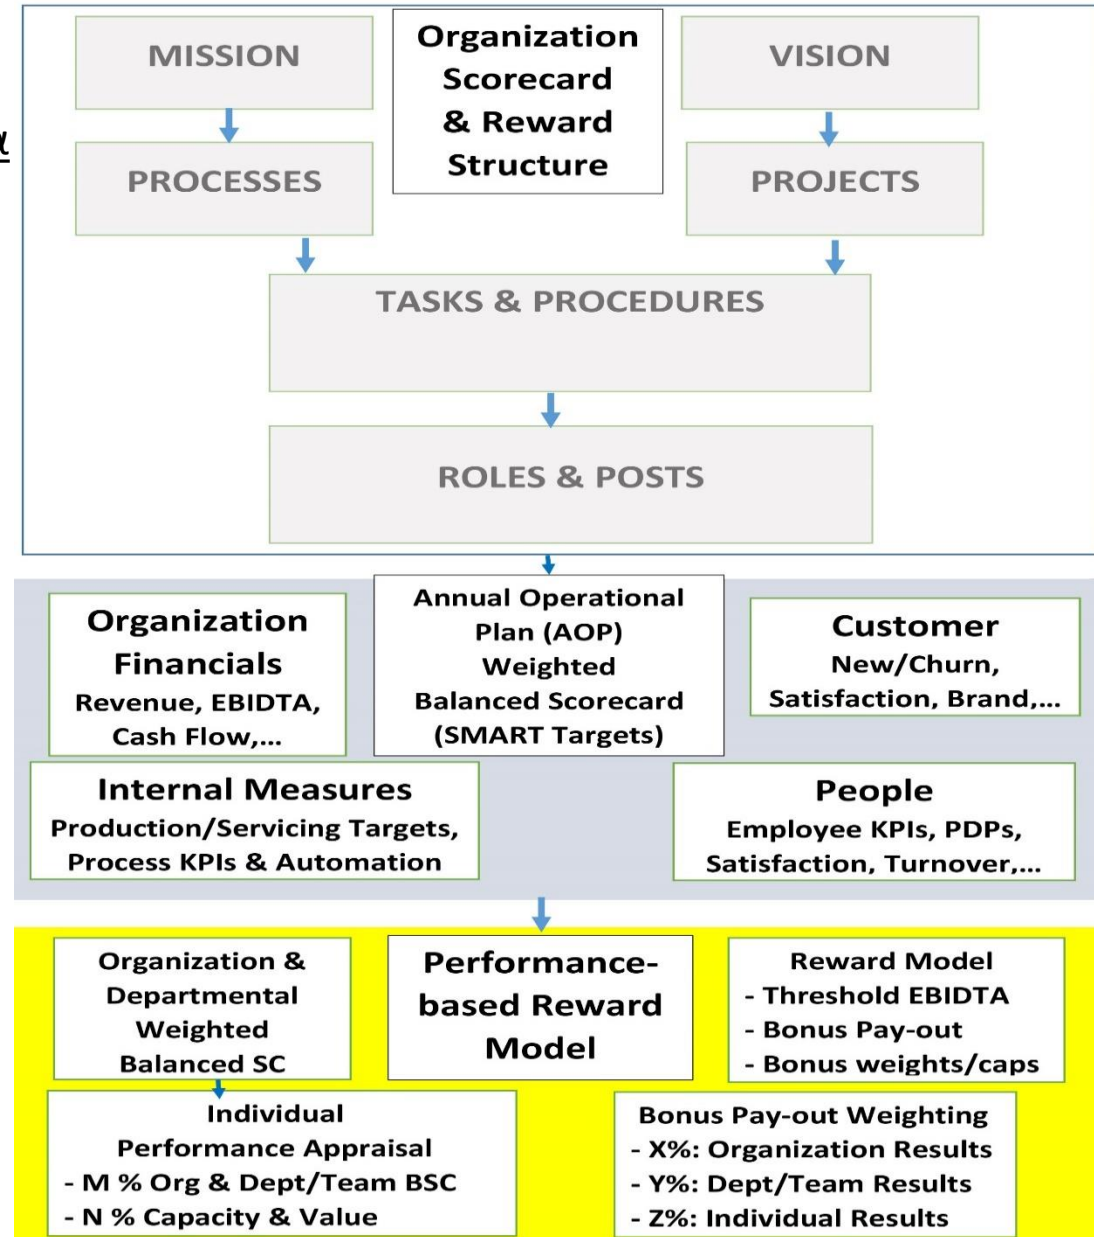 MISSION
Organization
Scorecard
& Reward
Structure
VISION
PROCESSES
PROJECTS
TASKS & PROCEDURES
ROLES & POSTS
Organization
Financials
Revenue, EBIDTA,
Cash Flow,...
Annual Operational
Plan (AOP)
Weighted
Balanced Scorecard
(SMART Targets)
Customer
New/Churn,
Satisfaction, Brand,...
Internal Measures
Production/Servicing Targets,
Process KPIs & Automation
People
Employee KPIs, PDPs,
Satisfaction, Turnover,...
Organization &
Departmental
Weighted
Balanced SC
Performance-
based Reward
Model
Reward Model
- Threshold EBIDTA
- Bonus Pay-out
- Bonus weights/caps
Individual
Performance Appraisal
- M % Org & Dept/Team BSC
- N % Capacity & Value
Bonus Pay-out Weighting
- X%: Organization Results
- Y%: Dept/Team Results
- Z%: Individual Results